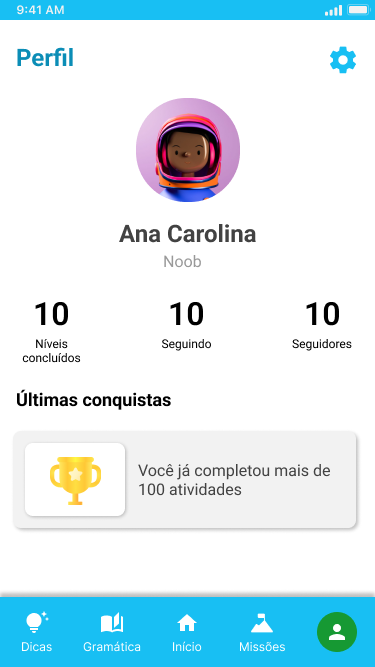 9:41 AM
Perfil
Ana Carolina
Noob
10 10 10
Níveis concluídos Seguindo Seguidores
Últimas conquistas
Você já completou mais de
100 atividades
Dicas Gramática Início Missões